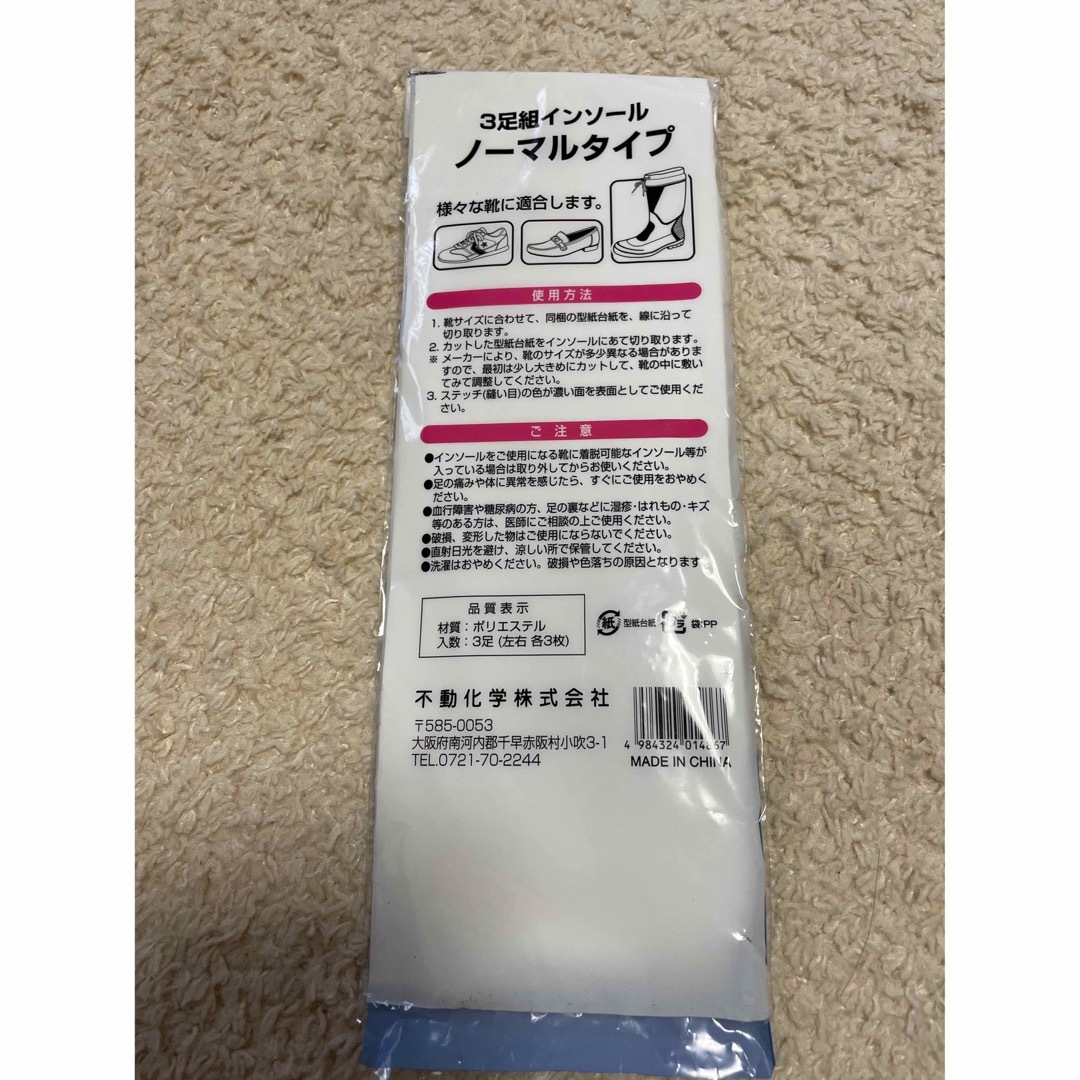 3足組インソール
ノーマルタイプ
様々な靴に適合します。
使用方法
1. 靴サイズに合わせて、同梱の型紙台紙を、線に沿って
切り取ります。
2. カットした型紙台紙をインソールにあて切り取ります。
※ メーカーにより、靴のサイズが多少異なる場合がありま
すので、最初は少し大きめにカットして、靴の中に敷い
てみて調整してください。
3. ステッチ(縫い目)の色が濃い面を表面としてご使用くだ
さい。
ご注意
●インソールをご使用になる靴に着脱可能なインソール等が
入っている場合は取り外してからお使いください。
●足の痛みや体に異常を感じたら、すぐにご使用をおやめく
ださい。
●血行障害や糖尿病の方、足の裏などに湿疹・はれもの・キズ
等のある方は、医師にご相談の上ご使用ください。
●破損、変形した物はご使用にならないでください。
●直射日光を避け、涼しい所で保管してください。
●洗濯はおやめください。破損や色落ちの原因となります
品質表示
材質：ポリエステル
入数：3足 (左右 各3枚)
紙 型紙台紙 プラ 袋:PP
不動化学株式会社
〒585-0053
大阪府南河内郡千早赤阪村小吹3-1
TEL.0721-70-2244
4 984324 014667
MADE IN CHINA